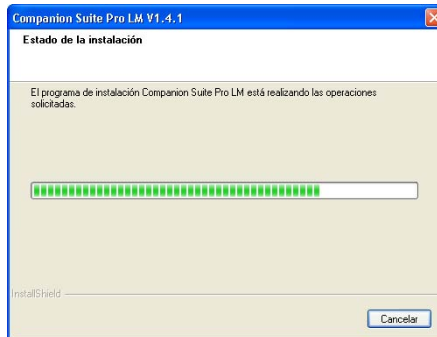 Companion Suite Pro LM V1.4.1
Estado de la instalación
El programa de instalación Companion Suite Pro LM está realizando las operaciones
solicitadas.
InstallShield
Cancelar